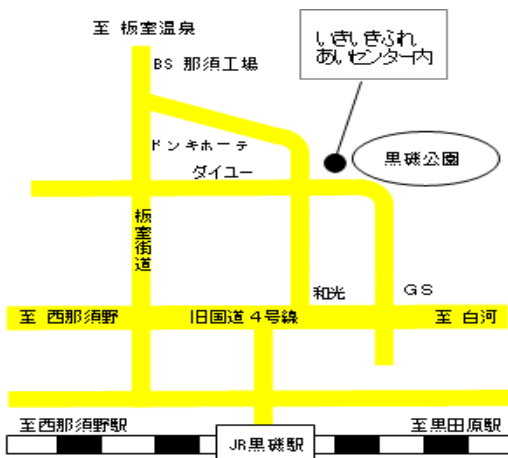 至 板室温泉
いきいきふれ
あいセンター内
BS 那須工場
ドンキホーテ
黒磯公園
ダイユー
板室街道
和光
GS
至 西那須野
旧国道4号線
至 白河
至西那須野駅
至黒田原駅
JR黒磯駅